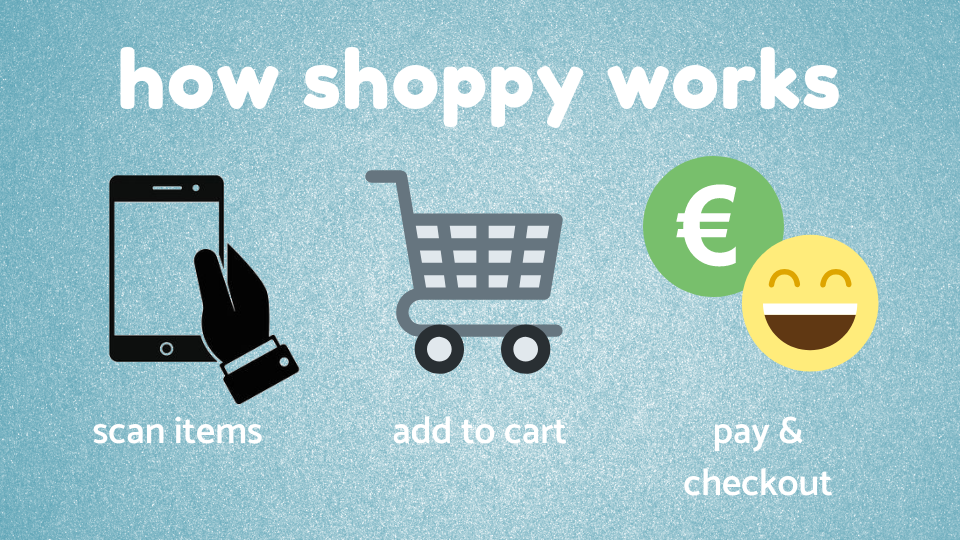 how shoppy works
€
scan items
add to cart
pay &
checkout